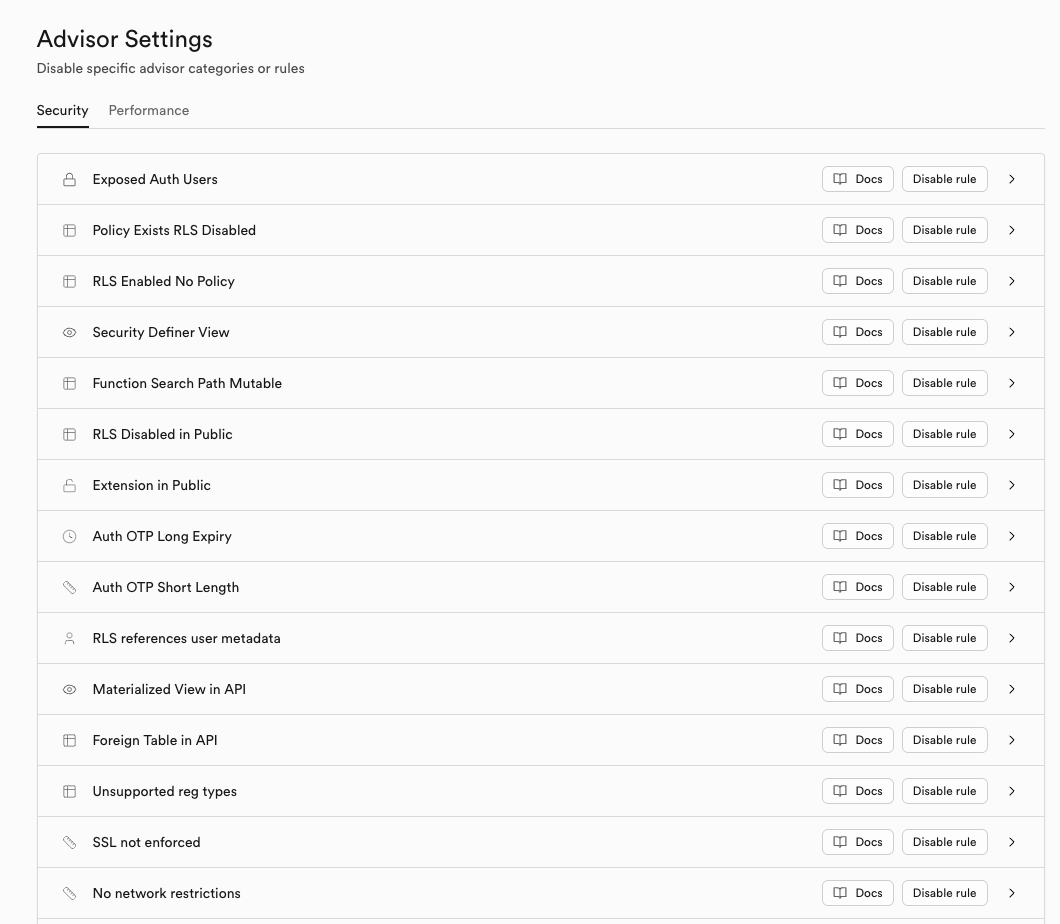 Advisor Settings
Disable specific advisor categories or rules
Security Performance
Exposed Auth Users Docs Disable rule
Policy Exists RLS Disabled Docs Disable rule
RLS Enabled No Policy Docs Disable rule
Security Definer View Docs Disable rule
Function Search Path Mutable Docs Disable rule
RLS Disabled in Public Docs Disable rule
Extension in Public Docs Disable rule
Auth OTP Long Expiry Docs Disable rule
Auth OTP Short Length Docs Disable rule
RLS references user metadata Docs Disable rule
Materialized View in API Docs Disable rule
Foreign Table in API Docs Disable rule
Unsupported reg types Docs Disable rule
SSL not enforced Docs Disable rule
No network restrictions Docs Disable rule